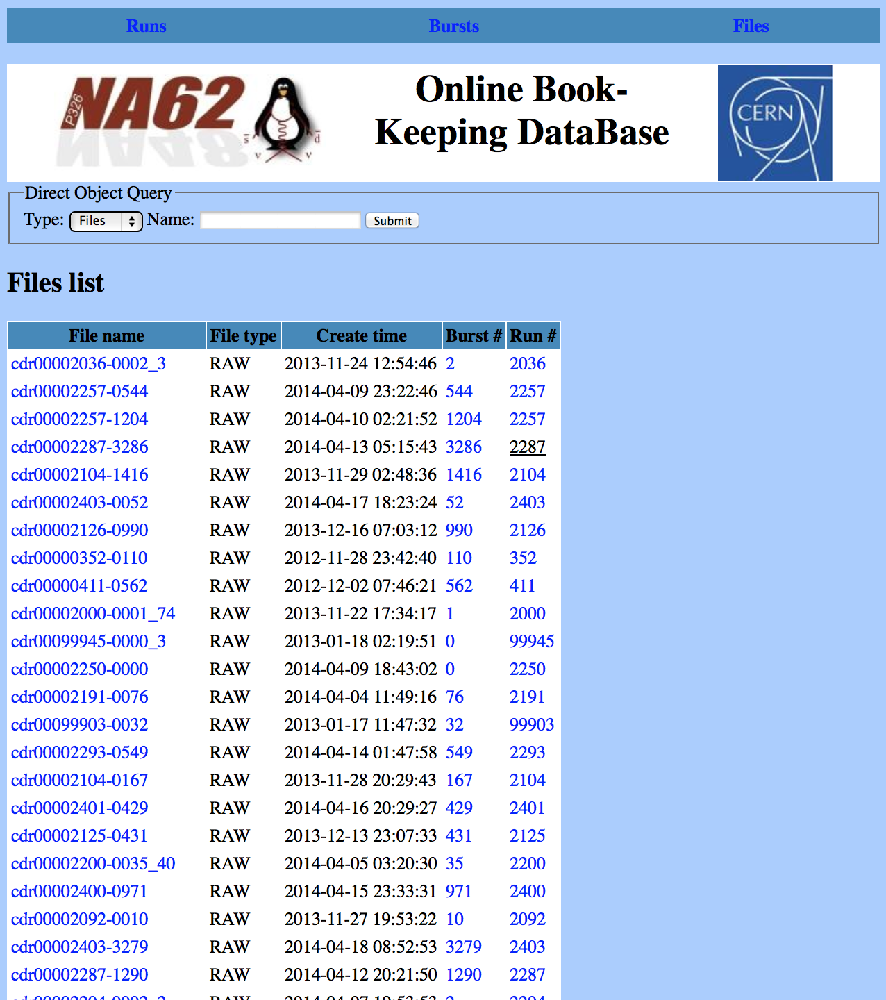 Runs Bursts Files
NA62
P326
s d
ν ν
Online Book-
Keeping DataBase
CERN
Direct Object Query
Type: Files Name: Submit
Files list
File name File type Create time Burst # Run #
cdr00002036-0002_3 RAW 2013-11-24 12:54:46 2 2036
cdr00002257-0544 RAW 2014-04-09 23:22:46 544 2257
cdr00002257-1204 RAW 2014-04-10 02:21:52 1204 2257
cdr00002287-3286 RAW 2014-04-13 05:15:43 3286 2287
cdr00002104-1416 RAW 2013-11-29 02:48:36 1416 2104
cdr00002403-0052 RAW 2014-04-17 18:23:24 52 2403
cdr00002126-0990 RAW 2013-12-16 07:03:12 990 2126
cdr00000352-0110 RAW 2012-11-28 23:42:40 110 352
cdr00000411-0562 RAW 2012-12-02 07:46:21 562 411
cdr00002000-0001_74 RAW 2013-11-22 17:34:17 1 2000
cdr00099945-0000_3 RAW 2013-01-18 02:19:51 0 99945
cdr00002250-0000 RAW 2014-04-09 18:43:02 0 2250
cdr00002191-0076 RAW 2014-04-04 11:49:16 76 2191
cdr00099903-0032 RAW 2013-01-17 11:47:32 32 99903
cdr00002293-0549 RAW 2014-04-14 01:47:58 549 2293
cdr00002104-0167 RAW 2013-11-28 20:29:43 167 2104
cdr00002401-0429 RAW 2014-04-16 20:29:27 429 2401
cdr00002125-0431 RAW 2013-12-13 23:07:33 431 2125
cdr00002200-0035_40 RAW 2014-04-05 03:20:30 35 2200
cdr00002400-0971 RAW 2014-04-15 23:33:31 971 2400
cdr00002092-0010 RAW 2013-11-27 19:53:22 10 2092
cdr00002403-3279 RAW 2014-04-18 08:52:53 3279 2403
cdr00002287-1290 RAW 2014-04-12 20:21:50 1290 2287